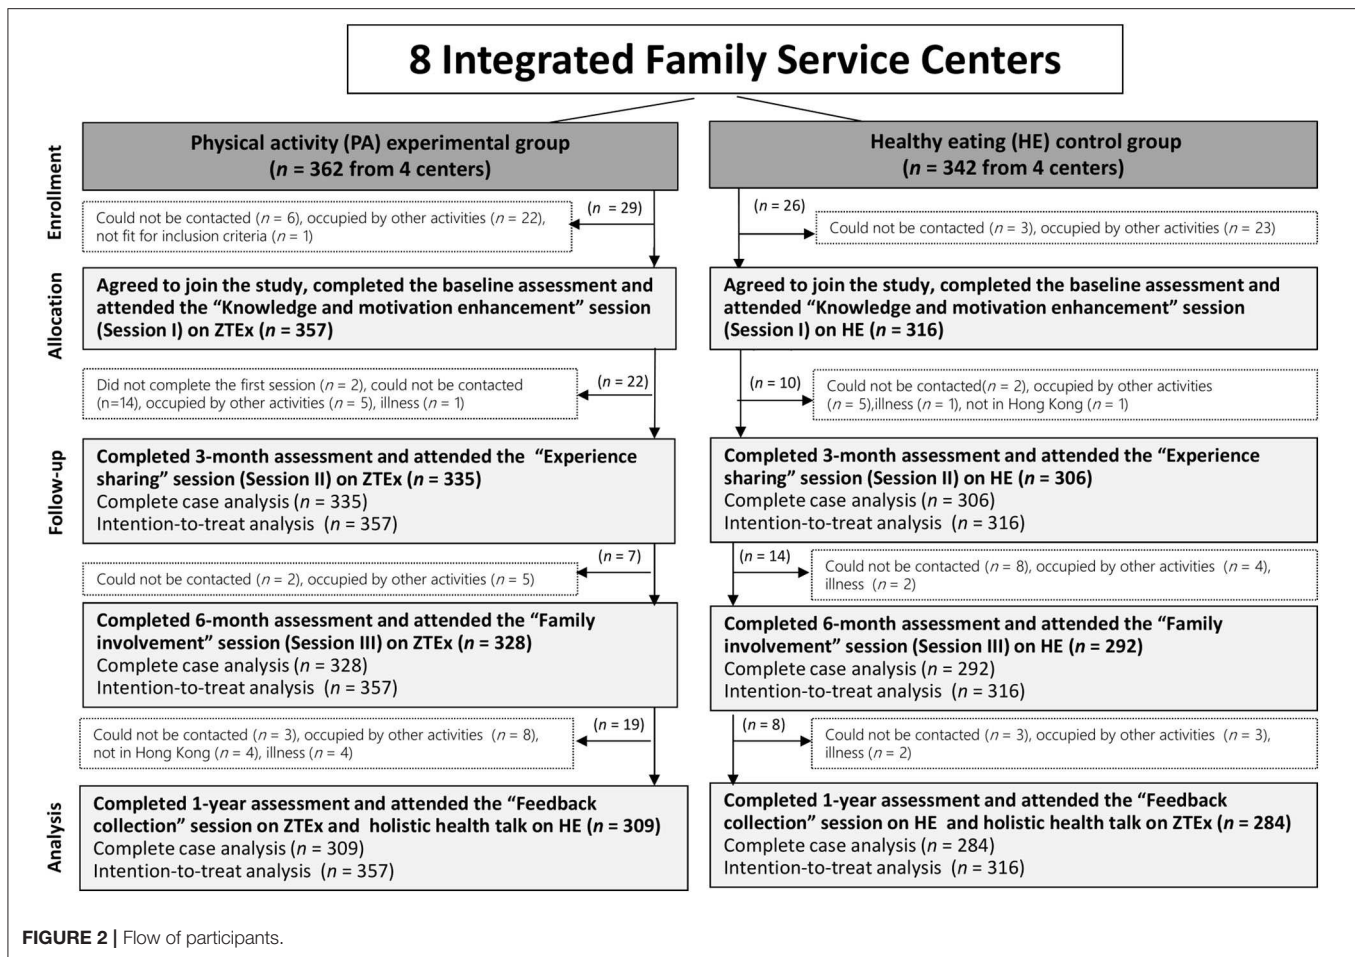 8 Integrated Family Service Centers
Physical activity (PA) experimental group
(n = 362 from 4 centers)
Healthy eating (HE) control group
(n = 342 from 4 centers)
Enrollment
(n = 29)
Could not be contacted (n = 6), occupied by other activities (n = 22),
not fit for inclusion criteria (n = 1)
(n = 26)
Could not be contacted (n = 3), occupied by other activities (n = 23)
Allocation
Agreed to join the study, completed the baseline assessment and
attended the “Knowledge and motivation enhancement” session
(Session I) on ZTEx (n = 357)
Agreed to join the study, completed the baseline assessment and
attended “Knowledge and motivation enhancement” session
(Session I) on HE (n = 316)
(n = 22)
Did not complete the first session (n = 2), could not be contacted
(n=14), occupied by other activities (n = 5), illness (n = 1)
(n = 10)
Could not be contacted(n = 2), occupied by other activities
(n = 5),illness (n = 1), not in Hong Kong (n = 1)
Follow-up
Completed 3-month assessment and attended the “Experience
sharing” session (Session II) on ZTEx (n = 335)
Complete case analysis (n = 335)
Intention-to-treat analysis (n = 357)
Completed 3-month assessment and attended the “Experience
sharing” session (Session II) on HE (n = 306)
Complete case analysis (n = 306)
Intention-to-treat analysis (n = 316)
(n = 7)
Could not be contacted (n = 2), occupied by other activities (n = 5)
(n = 14)
Could not be contacted (n = 8), occupied by other activities (n = 4),
illness (n = 2)
Completed 6-month assessment and attended the “Family
involvement” session (Session III) on ZTEx (n = 328)
Complete case analysis (n = 328)
Intention-to-treat analysis (n = 357)
Completed 6-month assessment and attended the “Family
involvement” session (Session III) on HE (n = 292)
Complete case analysis (n = 292)
Intention-to-treat analysis (n = 316)
(n = 19)
Could not be contacted (n = 3), occupied by other activities (n = 8),
not in Hong Kong (n = 4), illness (n = 4)
(n = 8)
Could not be contacted (n = 3), occupied by other activities (n = 3),
illness (n = 2)
Analysis
Completed 1-year assessment and attended the “Feedback
collection” session on ZTEx and holistic health talk on HE (n = 309)
Complete case analysis (n = 309)
Intention-to-treat analysis (n = 357)
Completed 1-year assessment and attended the “Feedback
collection” session on HE and holistic health talk on ZTEx (n = 284)
Complete case analysis (n = 284)
Intention-to-treat analysis (n = 316)
FIGURE 2 | Flow of participants.